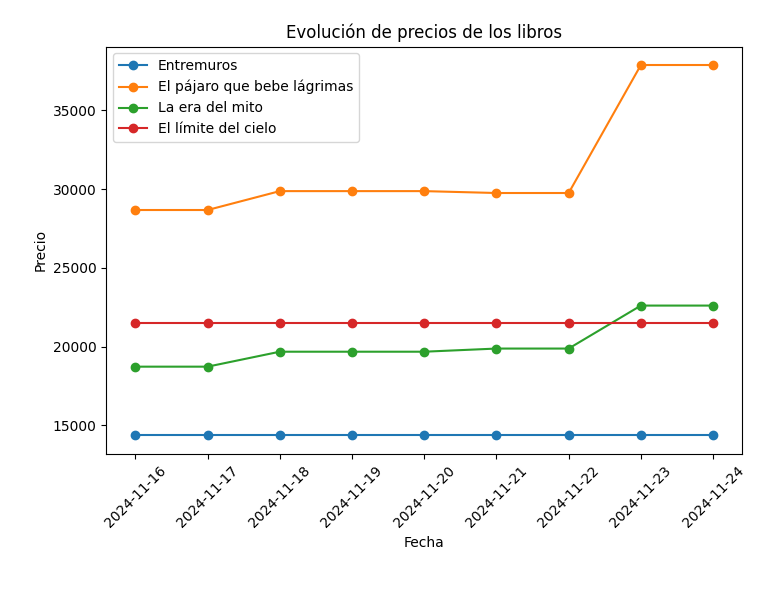 Evolución de precios de los libros
Entremuros
El pájaro que bebe lágrimas
La era del mito
El límite del cielo
Precio
35000
30000
25000
20000
15000
2024-11-16
2024-11-17
2024-11-18
2024-11-19
2024-11-20
2024-11-21
2024-11-22
2024-11-23
2024-11-24
Fecha